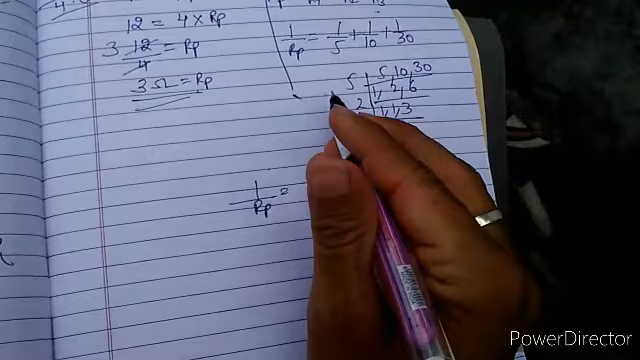 12 = 4 x Rp
3 12 = Rp
4
3Ω = Rp
1/Rp = 1/5 + 1/10 + 1/30
5 | 5, 10, 30
2 | 1, 2, 6
1, 1, 3
1/Rp =
PowerDirector